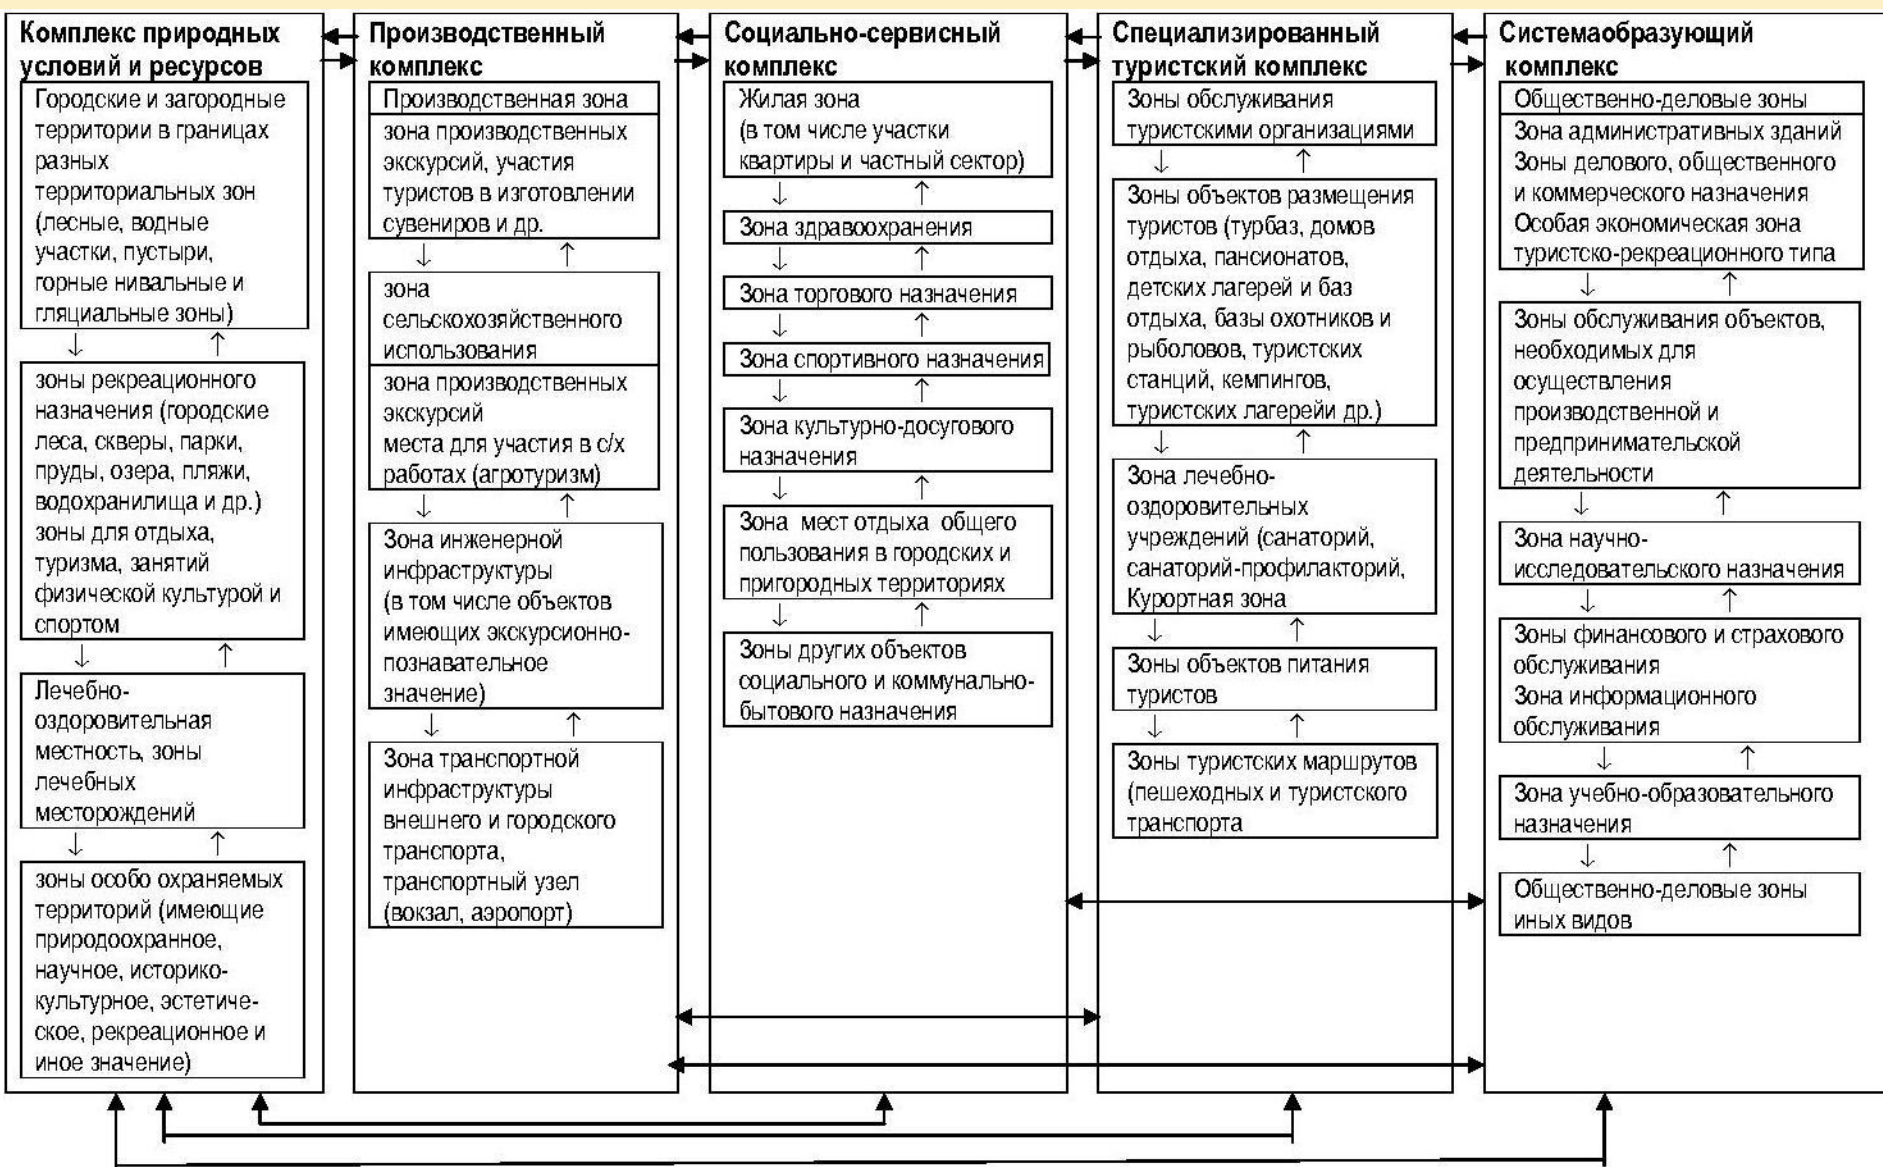 Комплекс природных
условий и ресурсов
Городские и загородные
территории в границах
разных
территориальных зон
(лесные, водные
участки, пустыри,
горные нивальные и
гляциальные зоны)
↓ ↑
зоны рекреационного
назначения (городские
леса, скверы, парки,
пруды, озера, пляжи,
водохранилища и др.)
зоны для отдыха,
туризма, занятий
физической культурой и
спортом
↓ ↑
Лечебно-
оздоровительная
местность, зоны
лечебных
месторождений
↓ ↑
зоны особо охраняемых
территорий (имеющие
природоохранное,
научное, историко-
культурное, эстетиче-
ское, рекреационное и
иное значение)
Производственный
комплекс
Производственная зона
зона производственных
экскурсий, участия
туристов в изготовлении
сувениров и др.
↓ ↑
зона
сельскохозяйственного
использования
зона производственных
экскурсий
места для участия в с/х
работах (агротуризм)
↓ ↑
Зона инженерной
инфраструктуры
(в том числе объектов
имеющих экскурсионно-
познавательное
значение)
↓ ↑
Зона транспортной
инфраструктуры
внешнего и городского
транспорта,
транспортный узел
(вокзал, аэропорт)
Социально-сервисный
комплекс
Жилая зона
(в том числе участки
квартиры и частный сектор)
↓ ↑
Зона здравоохранения
↓ ↑
Зона торгового назначения
↓ ↑
Зона спортивного назначения
↓ ↑
Зона культурно-досугового
назначения
↓ ↑
Зона мест отдыха общего
пользования в городских и
пригородных территориях
↓ ↑
Зоны других объектов
социального и коммунально-
бытового назначения
Специализированный
туристский комплекс
Зоны обслуживания
туристскими организациями
↓ ↑
Зоны объектов размещения
туристов (турбаз, домов
отдыха, пансионатов,
детских лагерей и баз
отдыха, базы охотников и
рыболовов, туристских
станций, кемпингов,
туристских лагерейи др.)
↓ ↑
Зона лечебно-
оздоровительных
учреждений (санаторий,
санаторий-профилакторий,
Курортная зона
↓ ↑
Зоны объектов питания
туристов
↓ ↑
Зоны туристских маршрутов
(пешеходных и туристского
транспорта
Системаобразующий
комплекс
Общественно-деловые зоны
Зона административных зданий
Зоны делового, общественного
и коммерческого назначения
Особая экономическая зона
туристско-рекреационного типа
↓ ↑
Зоны обслуживания объектов,
необходимых для
осуществления
производственной и
предпринимательской
деятельности
↓ ↑
Зона научно-
исследовательского назначения
↓ ↑
Зоны финансового и страхового
обслуживания
Зона информационного
обслуживания
↓ ↑
Зона учебно-образовательного
назначения
↓ ↑
Общественно-деловые зоны
иных видов